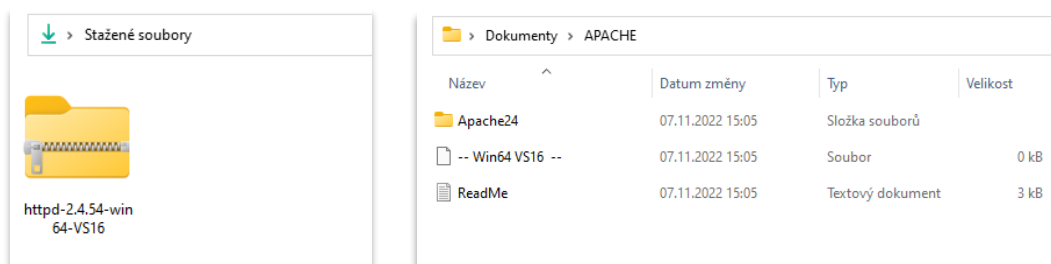 > Stažené soubory
httpd-2.4.54-win
64-VS16
> Dokumenty > APACHE
Název Datum změny Typ Velikost
Apache24 07.11.2022 15:05 Složka souborů
-- Win64 VS16 -- 07.11.2022 15:05 Soubor 0 kB
ReadMe 07.11.2022 15:05 Textový dokument 3 kB